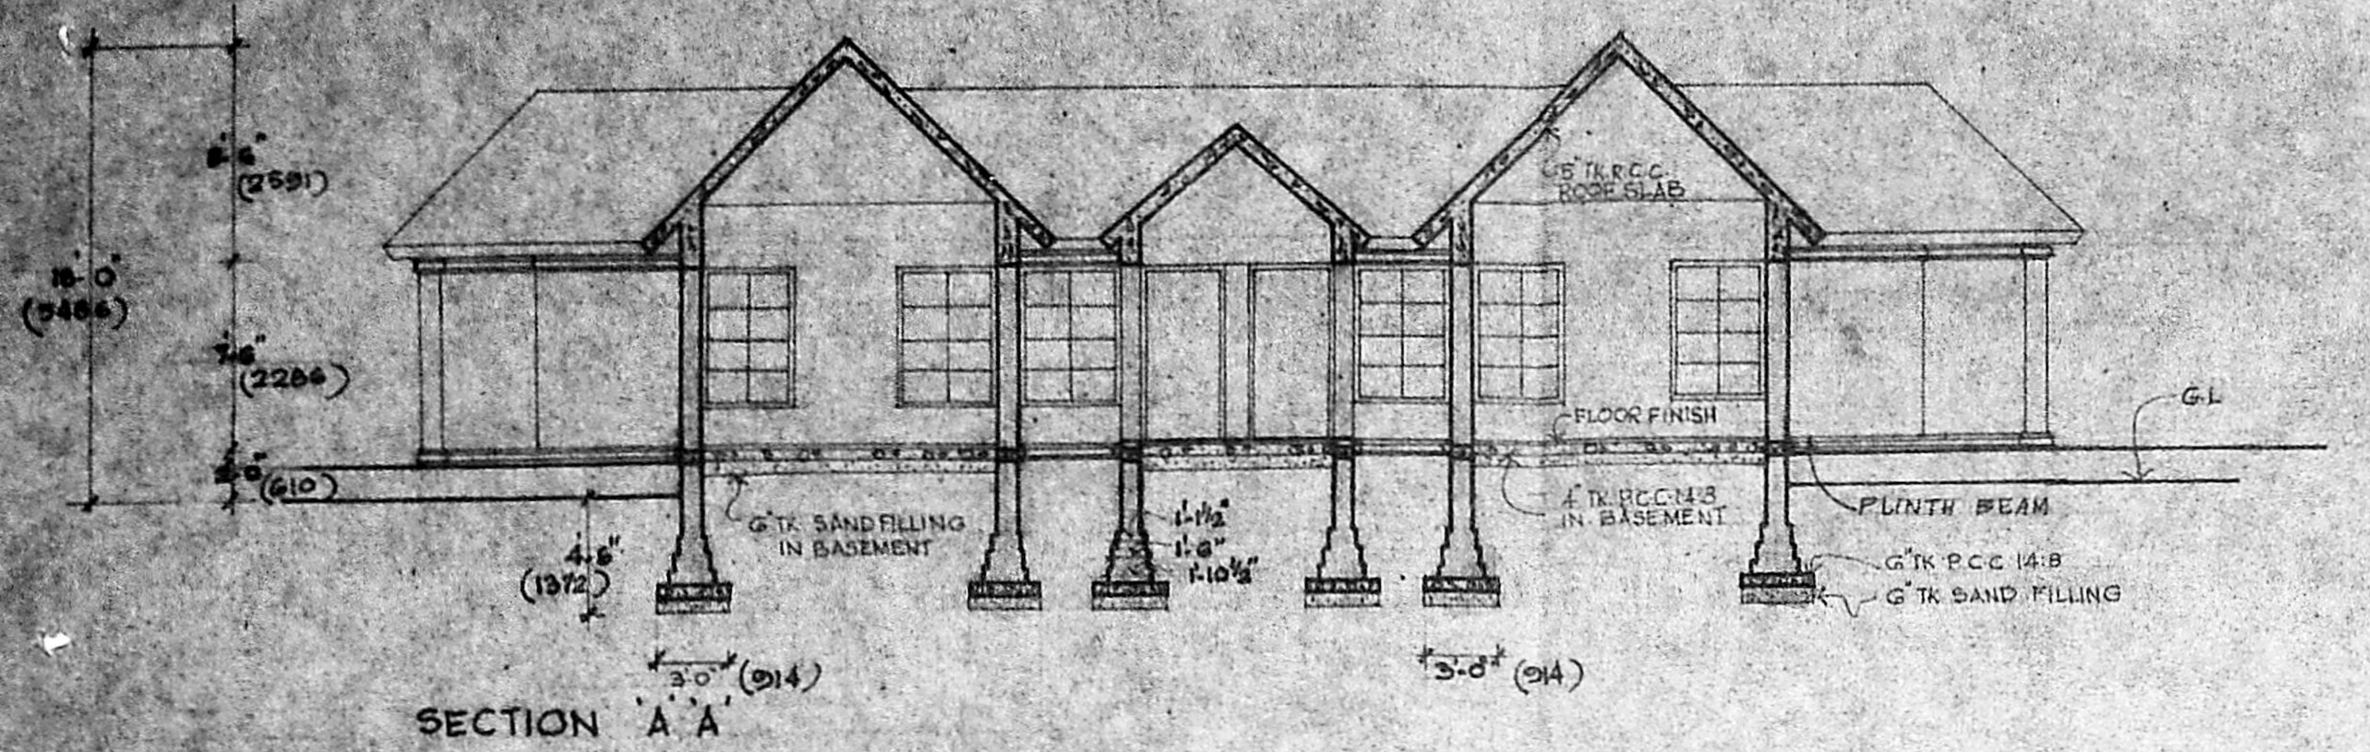 8'-6"
(2591)
18'-0"
(5486)
7'-6"
(2286)
2'-0"
(610)
4'-6"
(1372)
5" TK. R.C.C.
ROOF SLAB
FLOOR FINISH
G.L
6" TK SAND FILLING
IN BASEMENT
1'-1½"
1'-6"
1'-10½"
4" TK P.C.C 1:4:8
IN BASEMENT
PLINTH BEAM
6" TK P.C.C 1:4:8
6" TK SAND FILLING
3'-0" (914)
3'-0" (914)
SECTION 'A' 'A'